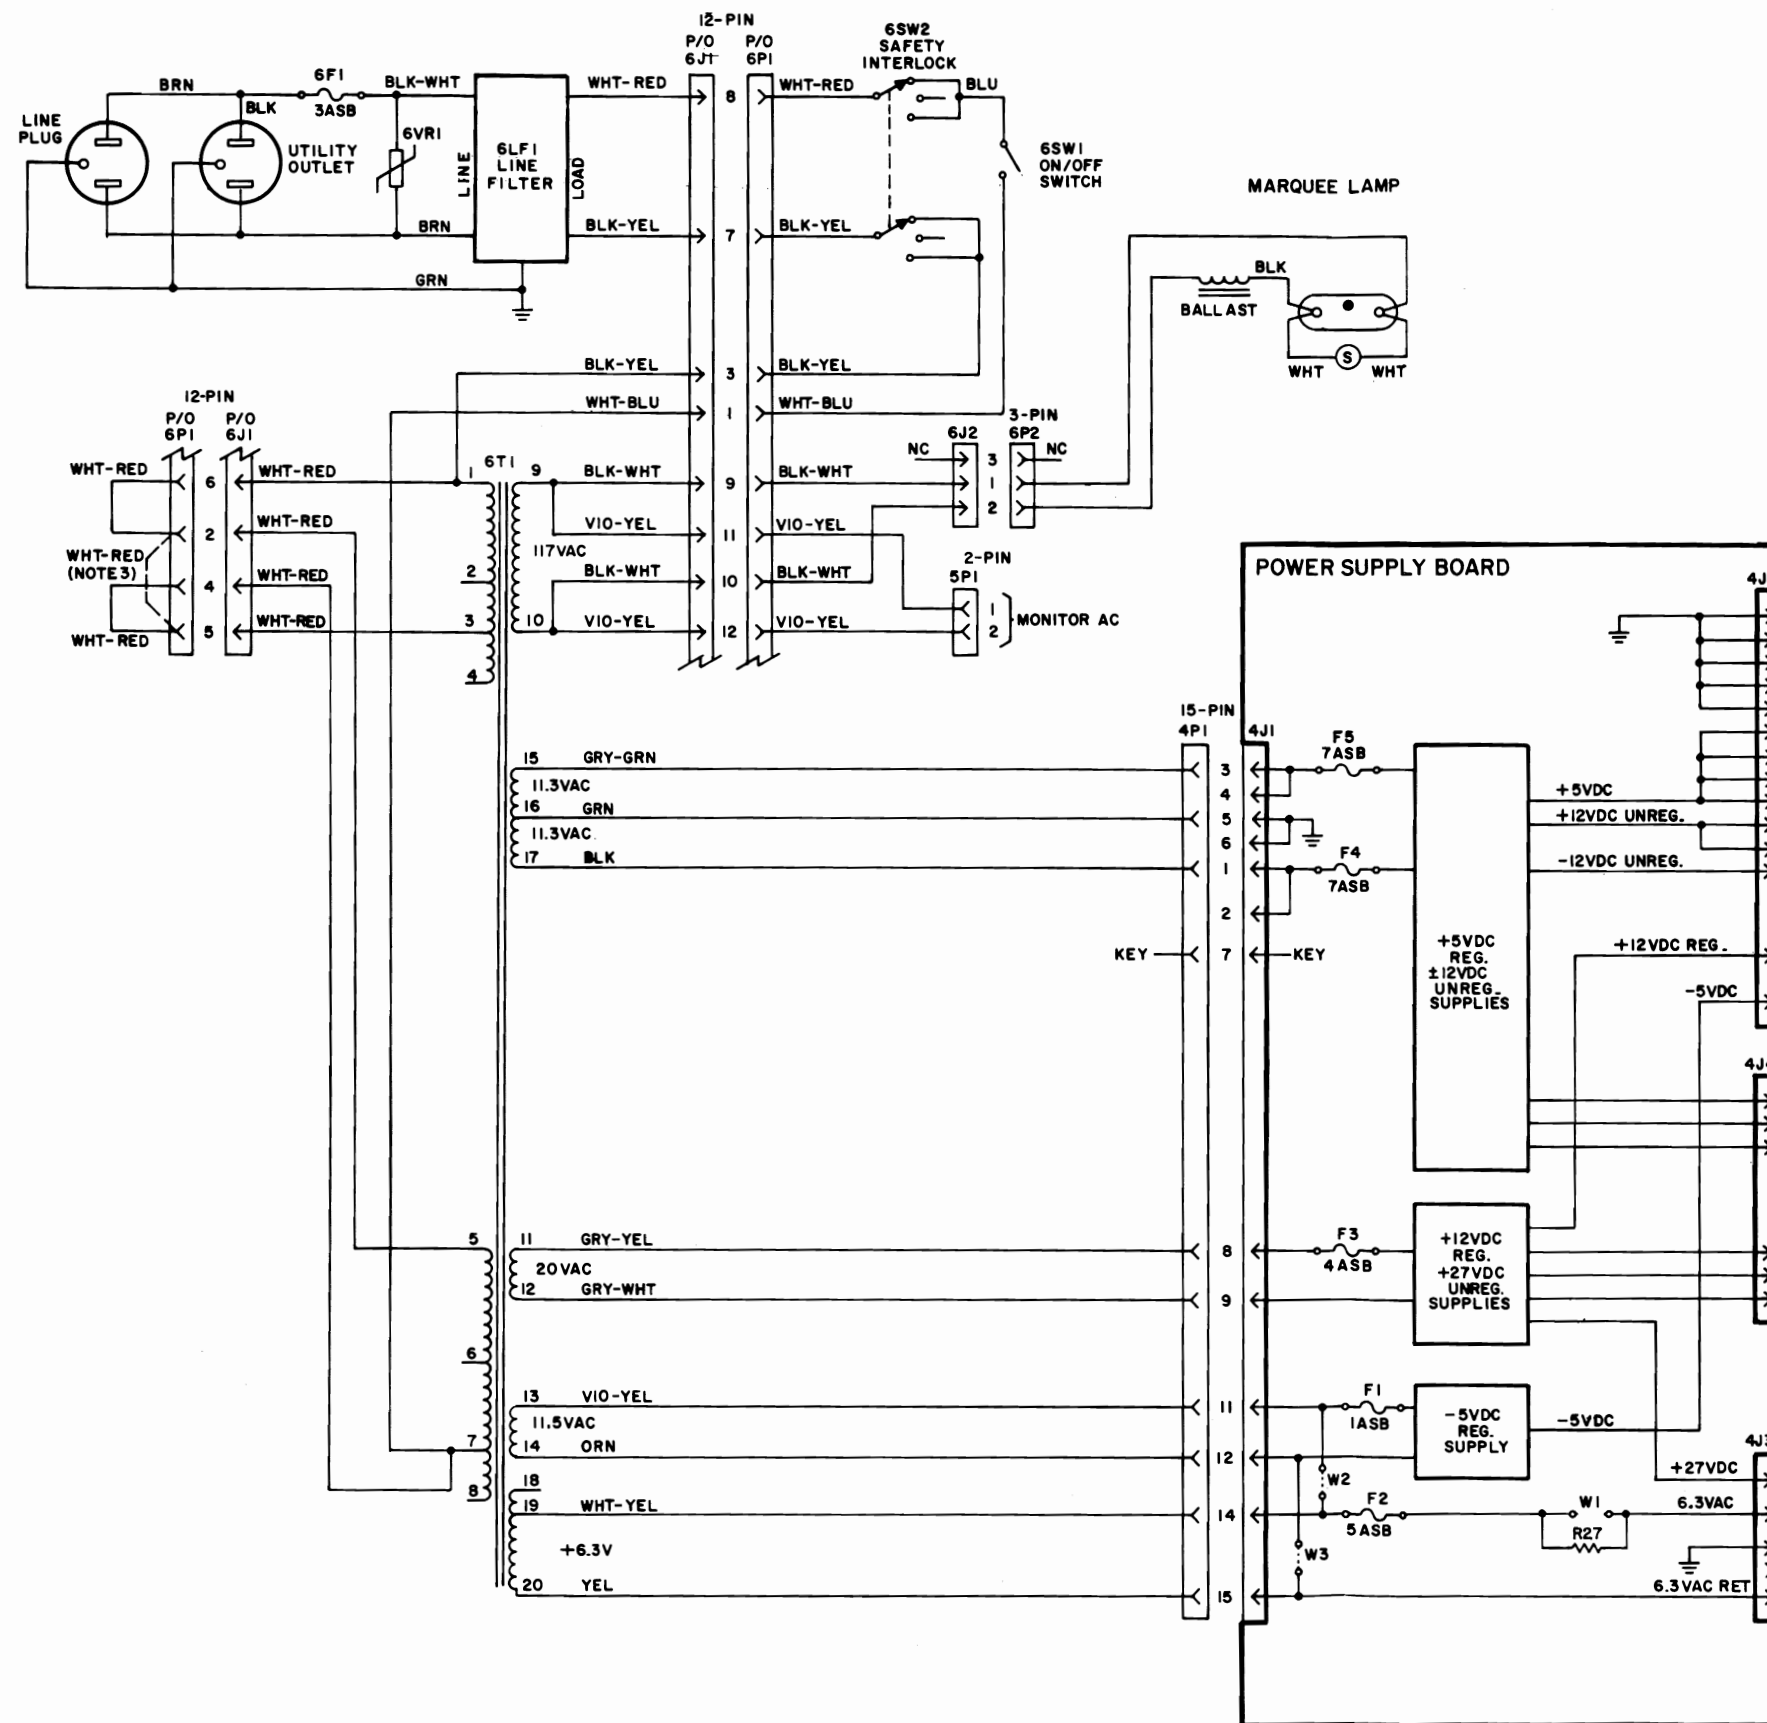 12-PIN
P/O
6J1
P/O
6P1
6SW2
SAFETY
INTERLOCK
BRN
6F1
3ASB
BLK-WHT
WHT-RED
8
WHT-RED
BLU
LINE
PLUG
BLK
UTILITY
OUTLET
6VR1
LINE
6LF1
LINE
FILTER
LOAD
6SW1
ON/OFF
SWITCH
MARQUEE LAMP
BRN
BLK-YEL
7
BLK-YEL
GRN
BLK
BALLAST
S
WHT
WHT
BLK-YEL
3
BLK-YEL
WHT-BLU
1
WHT-BLU
12-PIN
P/O
6P1
P/O
6J1
3-PIN
6J2
6P2
NC
3
NC
WHT-RED
6
WHT-RED
1
6T1
9
BLK-WHT
9
BLK-WHT
1
2
2
WHT-RED
VIO-YEL
11
VIO-YEL
WHT-RED
(NOTE 3)
117VAC
2-PIN
5P1
4
WHT-RED
2
BLK-WHT
10
BLK-WHT
1
MONITOR AC
WHT-RED
5
WHT-RED
3
10
VIO-YEL
12
VIO-YEL
2
4
POWER SUPPLY BOARD
4J
15-PIN
4P1
4J1
15
GRY-GRN
3
F5
7ASB
11.3VAC
4
16
GRN
5
11.3VAC
6
17
BLK
1
F4
7ASB
2
KEY
7
KEY
+5VDC
REG.
±12VDC
UNREG.
SUPPLIES
+5VDC
+12VDC UNREG.
-12VDC UNREG.
+12VDC REG.
-5VDC
4J4
5
11
GRY-YEL
8
F3
4ASB
20VAC
12
GRY-WHT
9
+12VDC
REG.
+27VDC
UNREG.
SUPPLIES
6
13
VIO-YEL
11
F1
1ASB
11.5VAC
-5VDC
REG.
SUPPLY
-5VDC
7
14
ORN
12
4J3
8
18
W2
+27VDC
19
WHT-YEL
14
F2
5ASB
W1
R27
6.3VAC
+6.3V
W3
20
YEL
15
6.3VAC RET